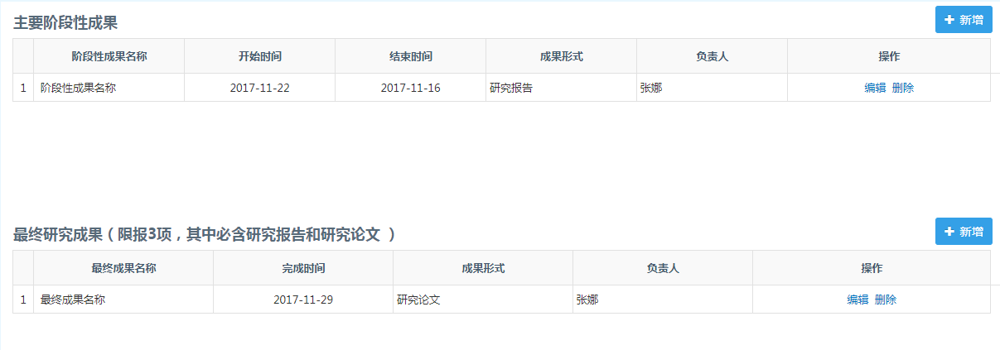 主要阶段性成果
新增
阶段性成果名称 开始时间 结束时间 成果形式 负责人 操作
1 阶段性成果名称 2017-11-22 2017-11-16 研究报告 张娜 编辑 删除
最终研究成果(限报3项，其中必含研究报告和研究论文 )
新增
最终成果名称 完成时间 成果形式 负责人 操作
1 最终成果名称 2017-11-29 研究论文 张娜 编辑 删除